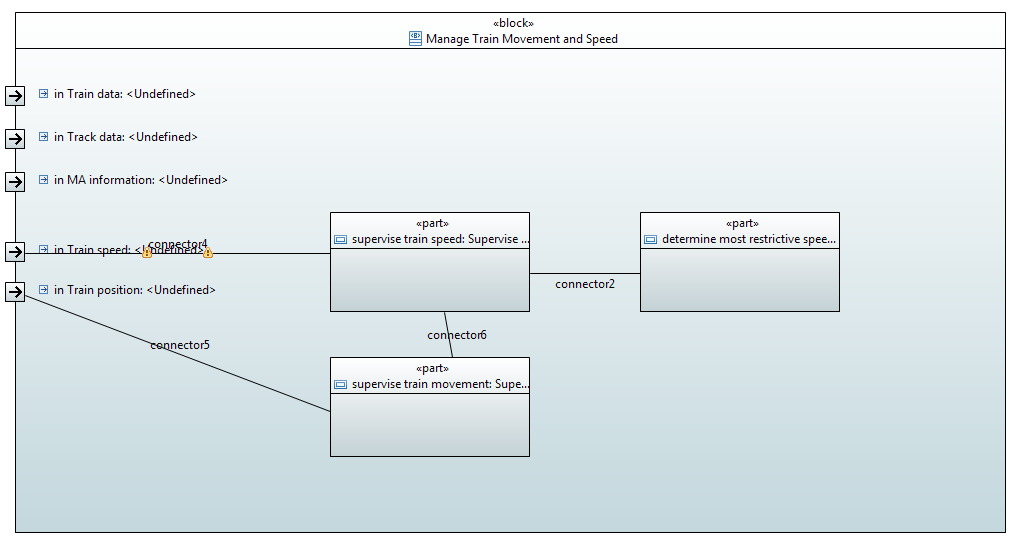 «block»
Manage Train Movement and Speed
in Train data: <Undefined>
in Track data: <Undefined>
in MA information: <Undefined>
«part»
supervise train speed: Supervise ...
«part»
determine most restrictive spee...
connector4
in Train speed: <Undefined>
connector2
in Train position: <Undefined>
connector6
connector5
«part»
supervise train movement: Supe...